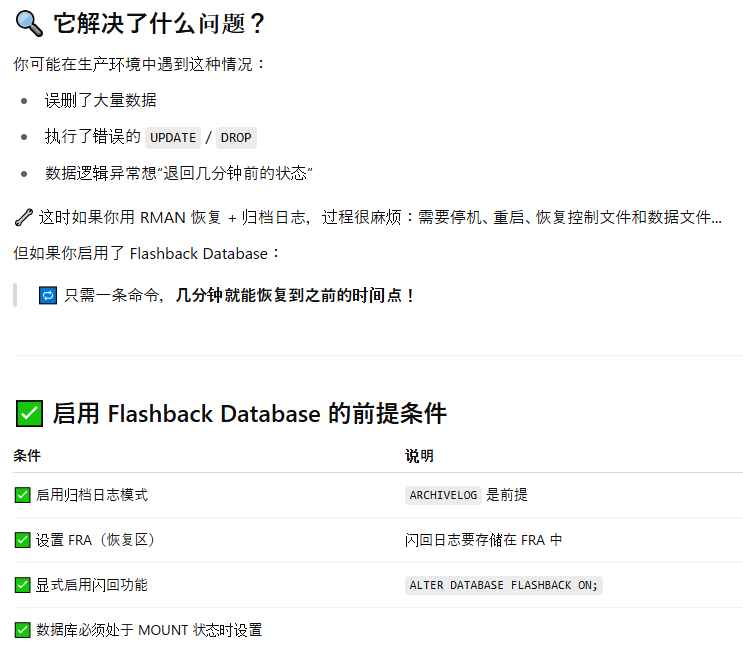 🔍 它解决了什么问题？
你可能在生产环境中遇到这种情况：
• 误删了大量数据
• 执行了错误的 UPDATE / DROP
• 数据逻辑异常想“退回几分钟前的状态”
🔧 这时如果你用 RMAN 恢复 + 归档日志，过程很麻烦：需要停机、重启、恢复控制文件和数据文件...
但如果你启用了 Flashback Database：
🔁 只需一条命令，几分钟就能恢复到之前的时间点！
✅ 启用 Flashback Database 的前提条件
条件 说明
✅ 启用归档日志模式 ARCHIVELOG 是前提
✅ 设置 FRA（恢复区） 闪回日志要存储在 FRA 中
✅ 显式启用闪回功能 ALTER DATABASE FLASHBACK ON;
✅ 数据库必须处于 MOUNT 状态时设置